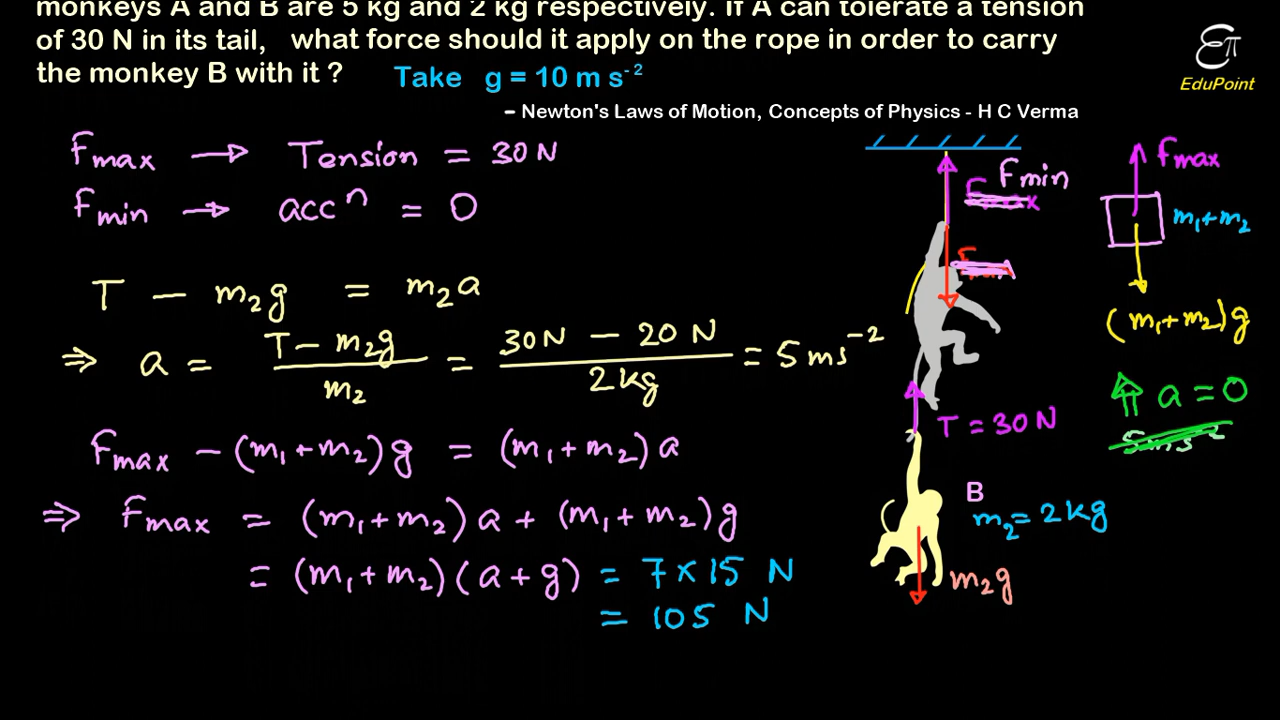 monkeys A and B are 5 kg and 2 kg respectively. If A can tolerate a tension
of 30 N in its tail, what force should it apply on the rope in order to carry
the monkey B with it ? Take g = 10 m s⁻²
– Newton's Laws of Motion, Concepts of Physics - H C Verma
Eπ
EduPoint
Fmax → Tension = 30 N
Fmin → accⁿ = 0
T – m₂g = m₂a
⇒ a = (T – m₂g)/m₂ = (30N – 20 N)/2kg = 5 ms⁻²
Fmax – (m₁+m₂)g = (m₁+m₂)a
⇒ Fmax = (m₁+m₂)a + (m₁+m₂)g
= (m₁+m₂)(a+g) = 7×15 N
= 105 N
Fmin
T = 30 N
B
m₂ = 2 kg
m₂g
Fmax
m₁+m₂
(m₁+m₂)g
a = 0
5ms⁻²